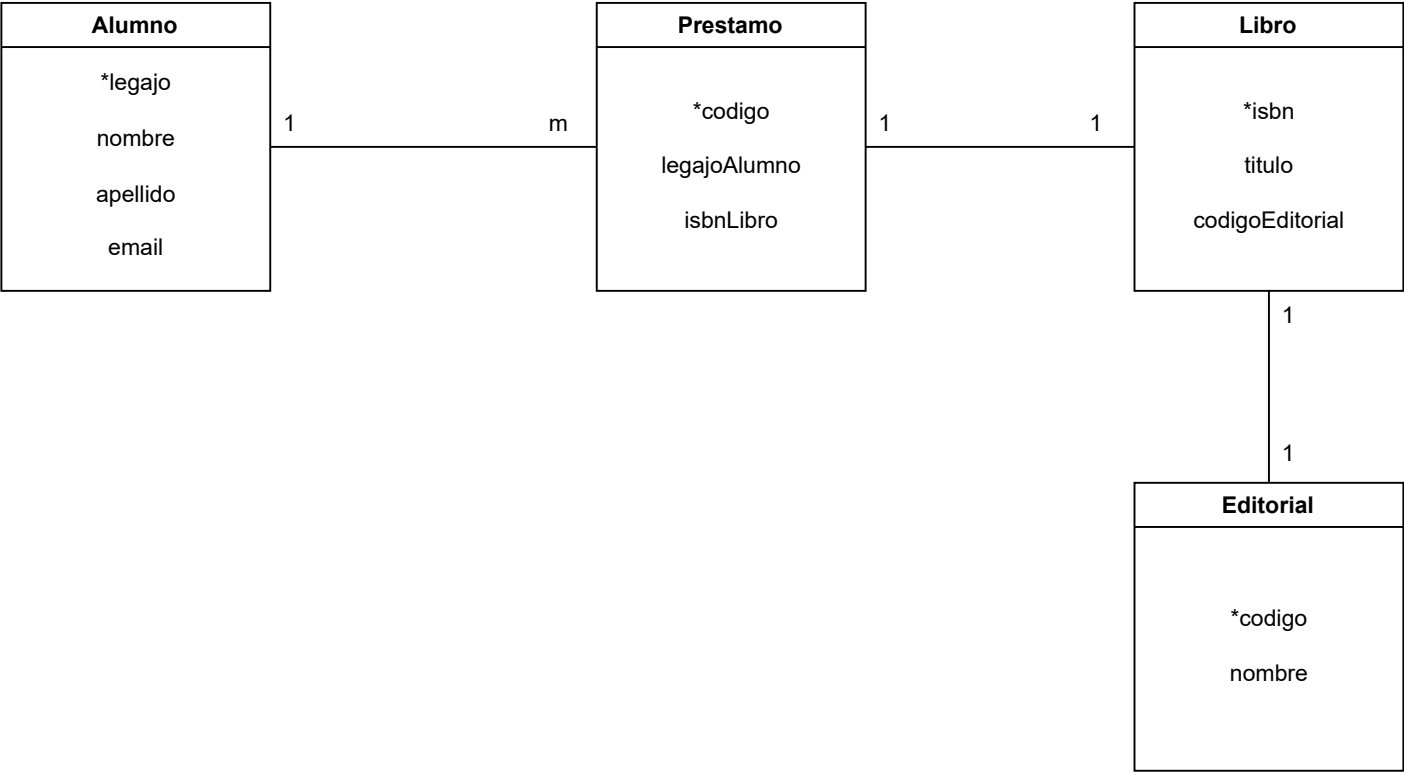 Alumno
*legajo
nombre
apellido
email
1
m
Prestamo
*codigo
legajoAlumno
isbnLibro
1
1
Libro
*isbn
titulo
codigoEditorial
1
1
Editorial
*codigo
nombre